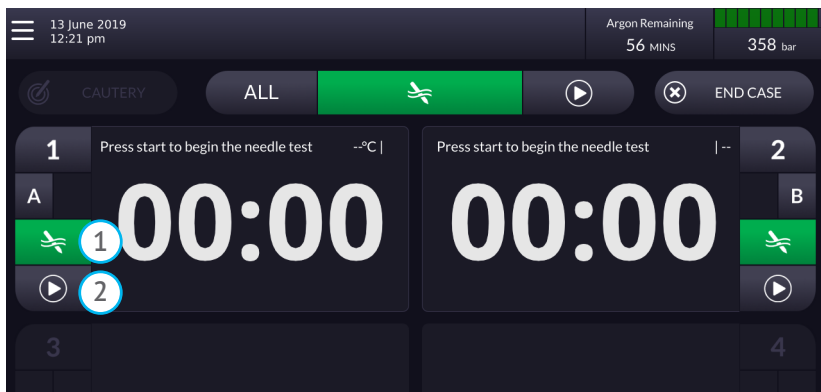 13 June 2019
12:21 pm
Argon Remaining
56 MINS
358 bar
CAUTERY
ALL
END CASE
1
Press start to begin the needle test
--°C |
Press start to begin the needle test
| --
2
A
00:00
00:00
B
1
2
3
4